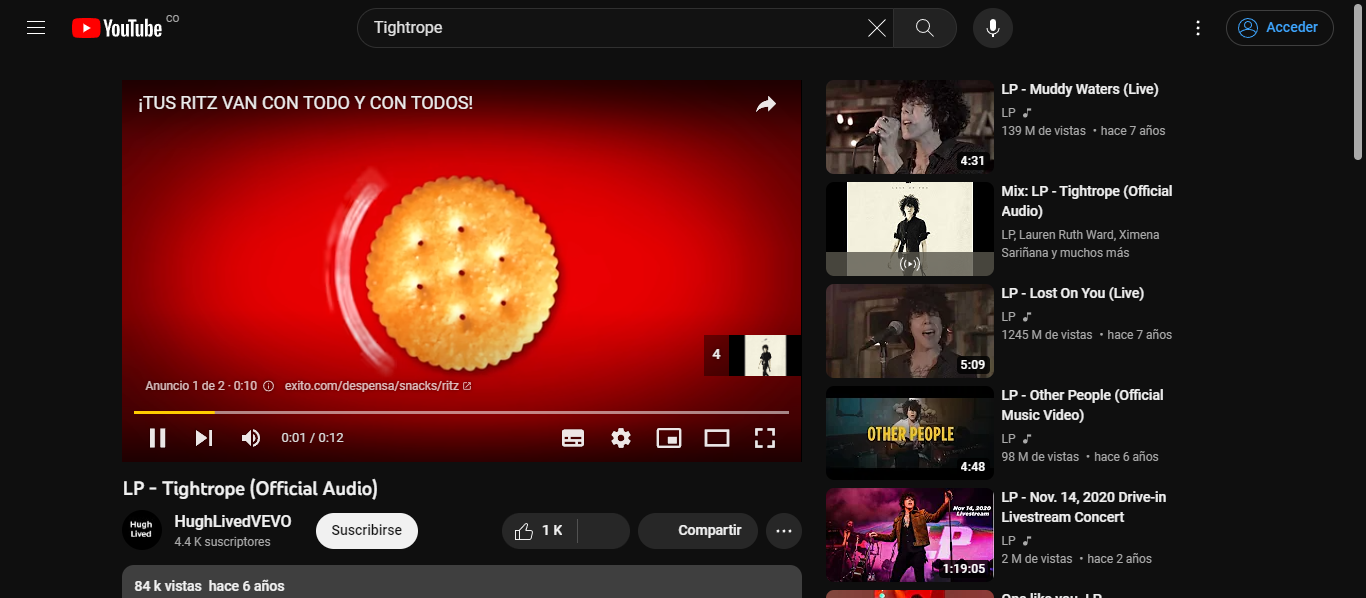 YouTube CO
Tightrope
Acceder
¡TUS RITZ VAN CON TODO Y CON TODOS!
4
Anuncio 1 de 2 · 0:10
exito.com/despensa/snacks/ritz
0:01 / 0:12
LP - Tightrope (Official Audio)
Hugh
Lived
HughLivedVEVO
4.4 K suscriptores
Suscribirse
1 K
Compartir
84 k vistas hace 6 años
4:31
LP - Muddy Waters (Live)
LP
139 M de vistas • hace 7 años
Mix: LP - Tightrope (Official
Audio)
LP, Lauren Ruth Ward, Ximena
Sariñana y muchos más
5:09
LP - Lost On You (Live)
LP
1245 M de vistas • hace 7 años
OTHER PEOPLE
4:48
LP - Other People (Official
Music Video)
LP
98 M de vistas • hace 6 años
Nov 14, 2020
Livestream
1:19:05
LP - Nov. 14, 2020 Drive-in
Livestream Concert
LP
2 M de vistas • hace 2 años